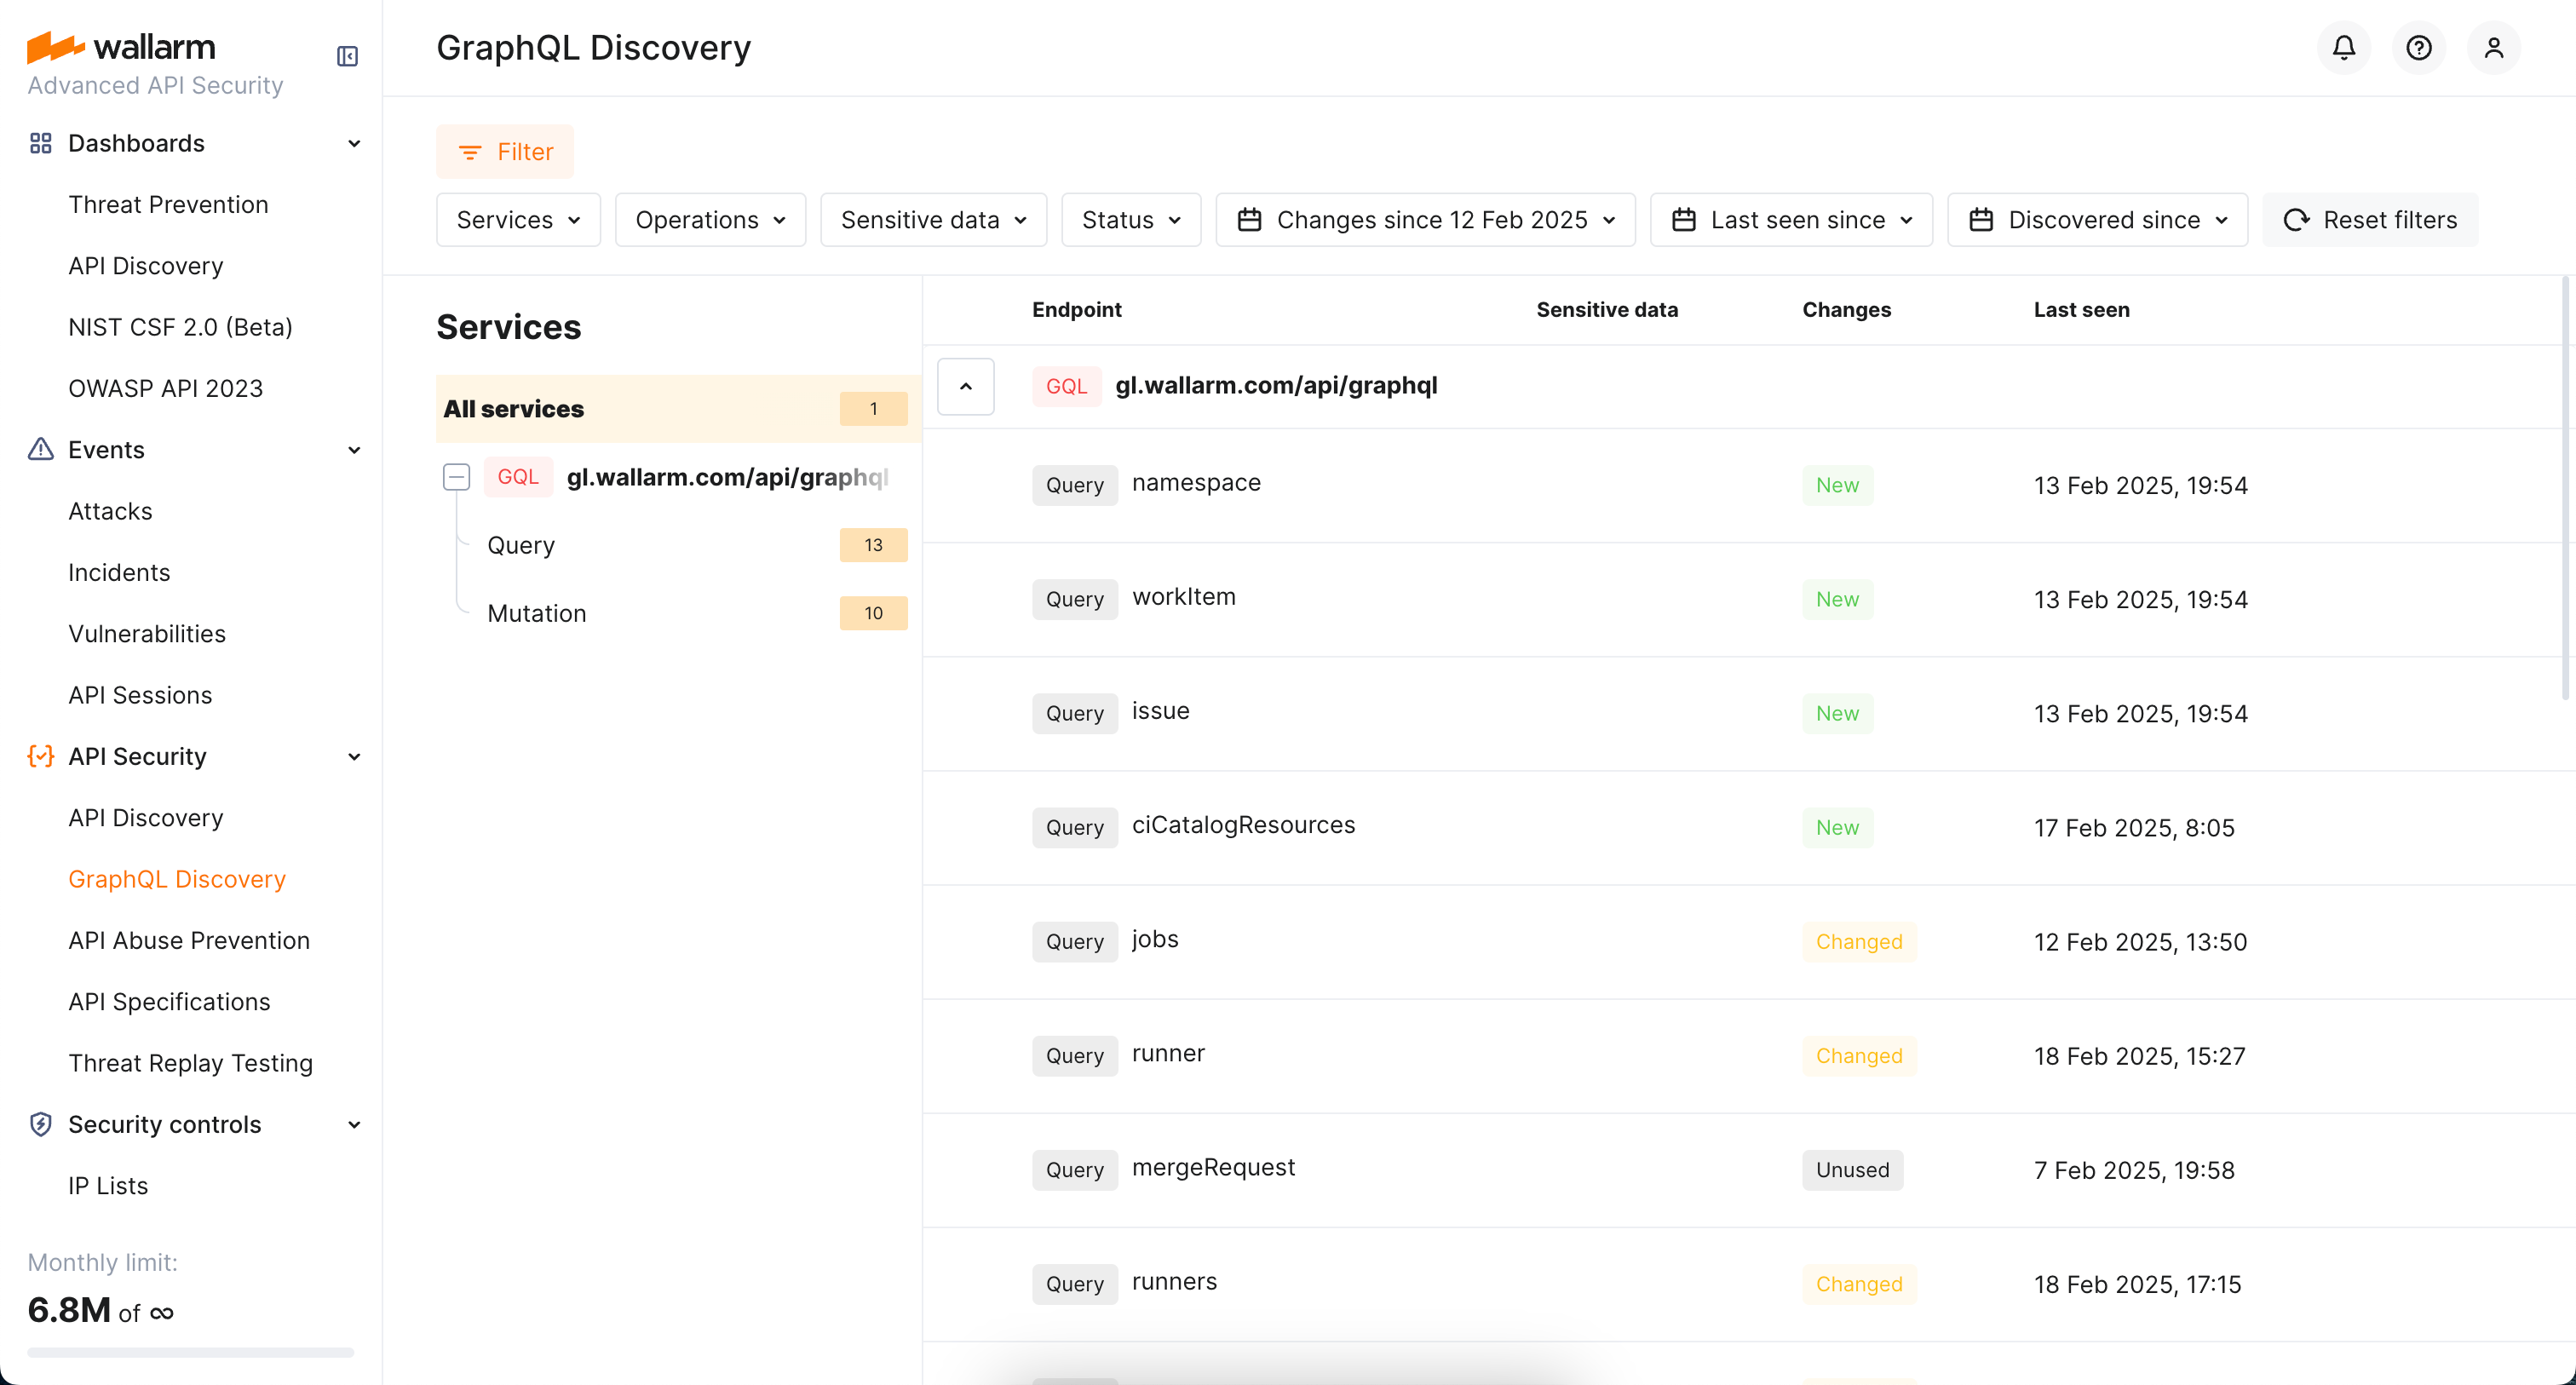 wallarm
Advanced API Security
Dashboards
Threat Prevention
API Discovery
NIST CSF 2.0 (Beta)
OWASP API 2023
Events
Attacks
Incidents
Vulnerabilities
API Sessions
API Security
API Discovery
GraphQL Discovery
API Abuse Prevention
API Specifications
Threat Replay Testing
Security controls
IP Lists
Monthly limit:
6.8M of ∞
GraphQL Discovery
Filter
Services Operations Sensitive data Status Changes since 12 Feb 2025 Last seen since Discovered since Reset filters
Services
All services 1
GQL gl.wallarm.com/api/graphql
Query 13
Mutation 10
Endpoint Sensitive data Changes Last seen
GQL gl.wallarm.com/api/graphql
Query namespace New 13 Feb 2025, 19:54
Query workItem New 13 Feb 2025, 19:54
Query issue New 13 Feb 2025, 19:54
Query ciCatalogResources New 17 Feb 2025, 8:05
Query jobs Changed 12 Feb 2025, 13:50
Query runner Changed 18 Feb 2025, 15:27
Query mergeRequest Unused 7 Feb 2025, 19:58
Query runners Changed 18 Feb 2025, 17:15